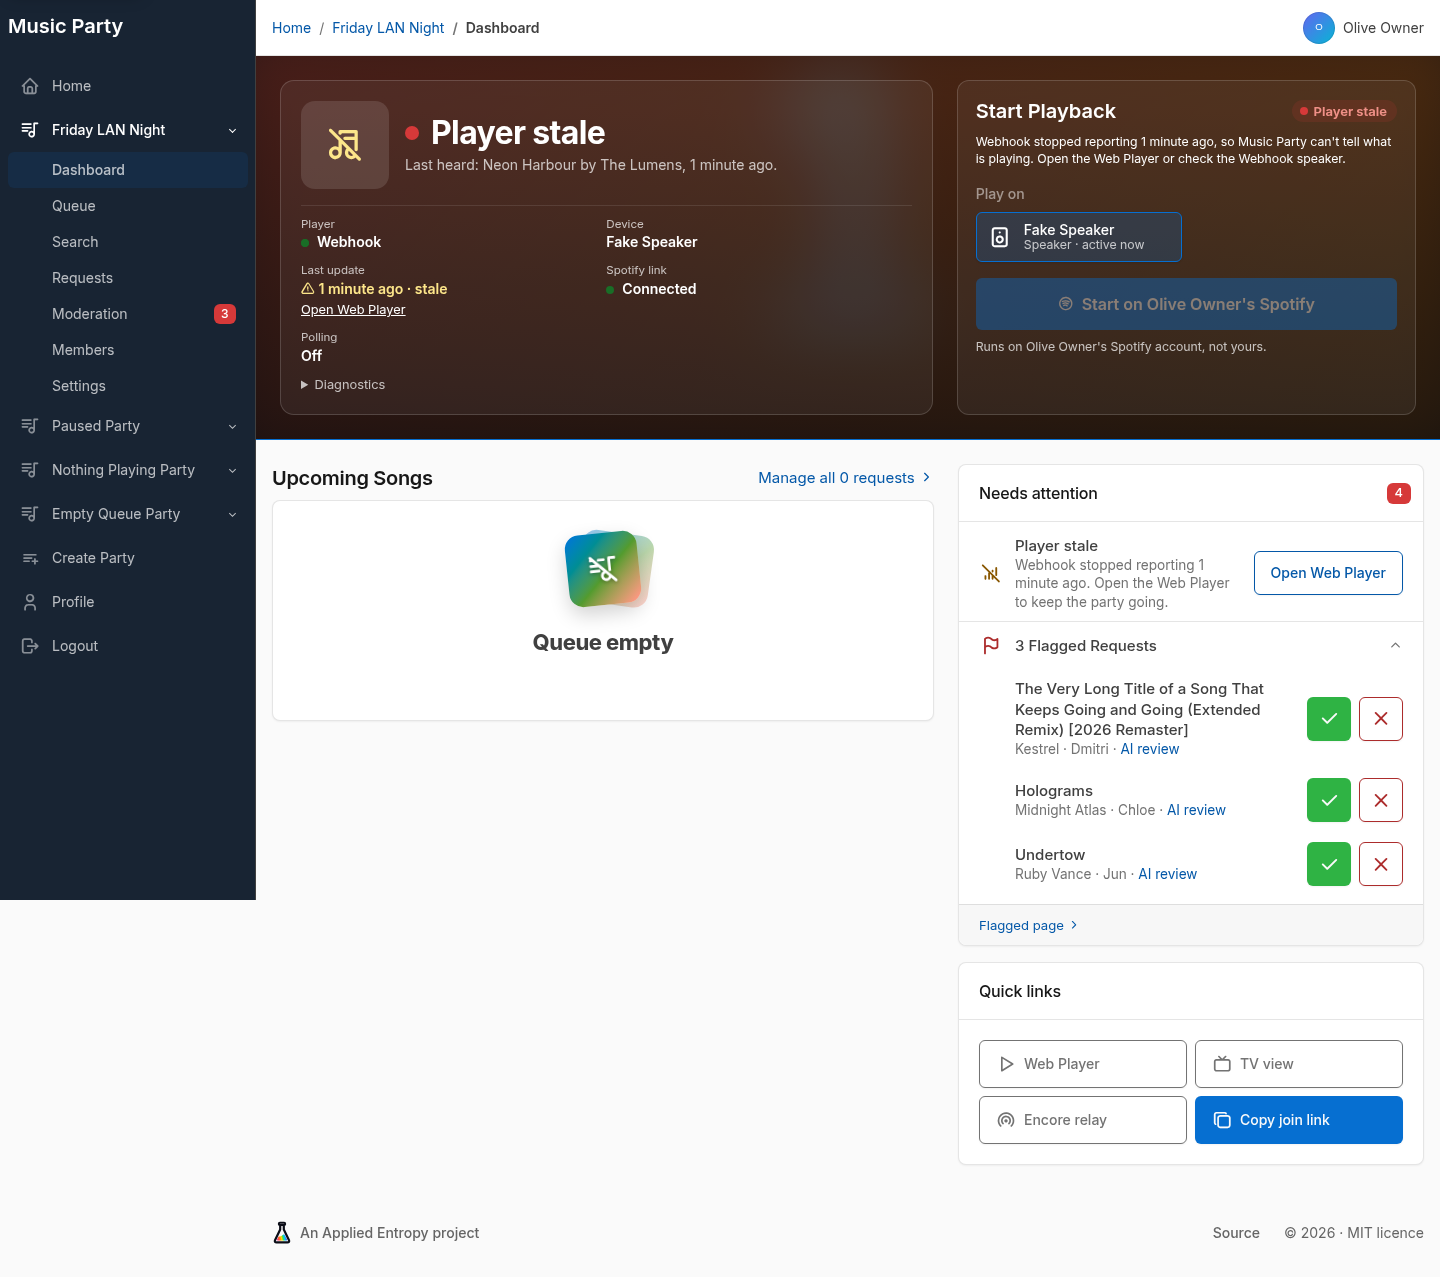 Music Party
Home
Friday LAN Night
Dashboard
Queue
Search
Requests
Moderation 3
Members
Settings
Paused Party
Nothing Playing Party
Empty Queue Party
Create Party
Profile
Logout
Home / Friday LAN Night / Dashboard
O Olive Owner
Player stale
Last heard: Neon Harbour by The Lumens, 1 minute ago.
Player
Webhook
Device
Fake Speaker
Last update
1 minute ago · stale
Open Web Player
Spotify link
Connected
Polling
Off
Diagnostics
Start Playback
Player stale
Webhook stopped reporting 1 minute ago, so Music Party can't tell what
is playing. Open the Web Player or check the Webhook speaker.
Play on
Fake Speaker
Speaker · active now
Start on Olive Owner's Spotify
Runs on Olive Owner's Spotify account, not yours.
Upcoming Songs
Manage all 0 requests
Queue empty
Needs attention 4
Player stale
Webhook stopped reporting 1
minute ago. Open the Web Player
to keep the party going.
Open Web Player
3 Flagged Requests
The Very Long Title of a Song That
Keeps Going and Going (Extended
Remix) [2026 Remaster]
Kestrel · Dmitri · AI review
Holograms
Midnight Atlas · Chloe · AI review
Undertow
Ruby Vance · Jun · AI review
Flagged page
Quick links
Web Player
TV view
Encore relay
Copy join link
An Applied Entropy project
Source
© 2026 · MIT licence